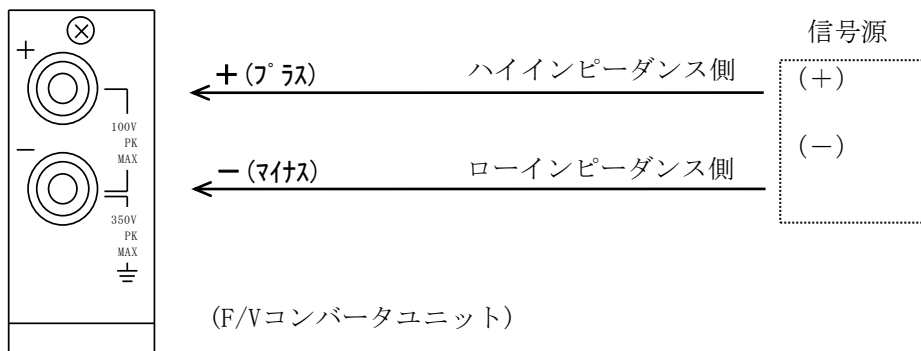 信号源
+
+(プラス)
ハイインピーダンス側
(+)
100V
PK
MAX
-
-(マイナス)
ローインピーダンス側
(-)
350V
PK
MAX
(F/Vコンバータユニット)